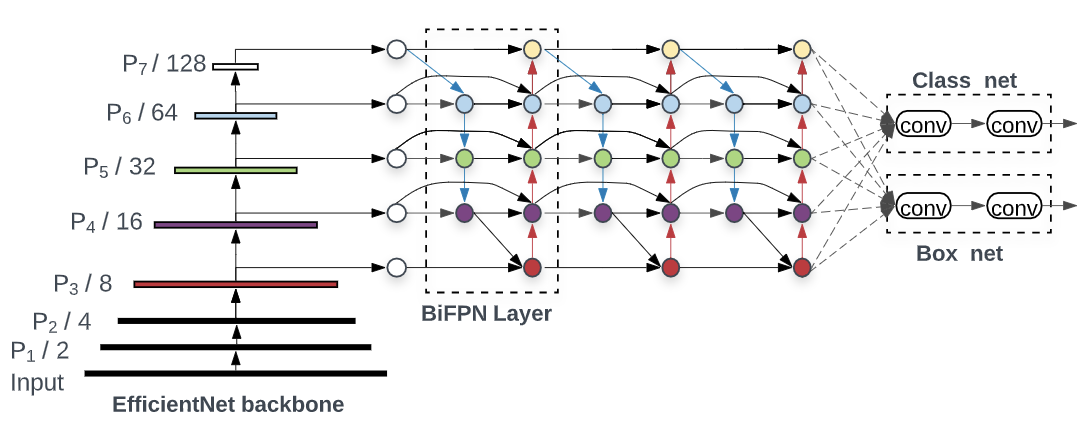 P7 / 128
P6 / 64
P5 / 32
P4 / 16
P3 / 8
P2 / 4
P1 / 2
Input
EfficientNet backbone
BiFPN Layer
Class net
conv conv
conv conv
Box net